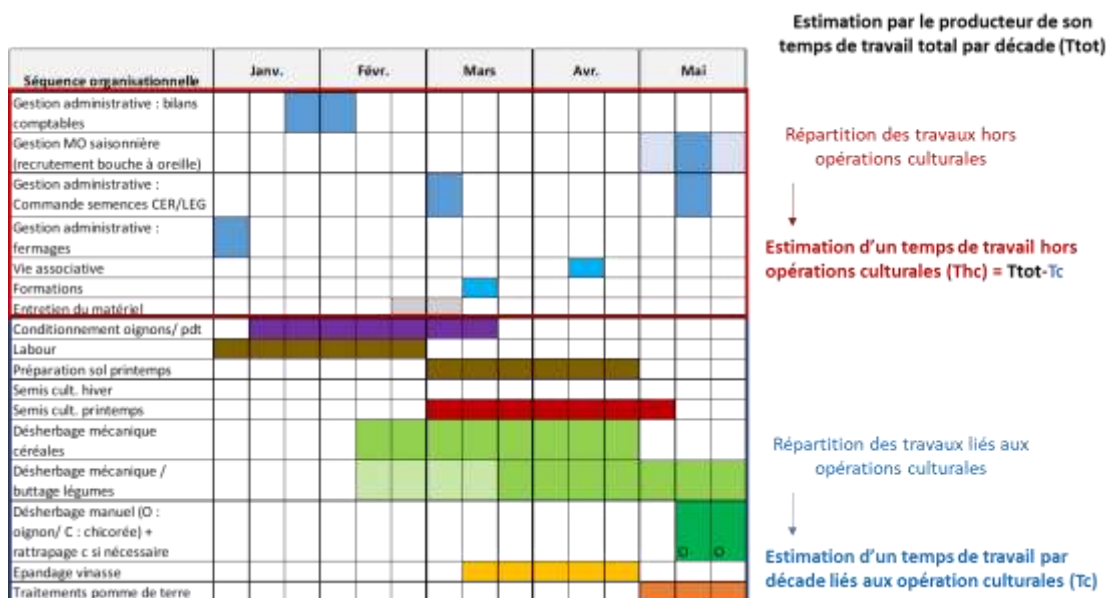 Estimation par le producteur de son
temps de travail total par décade (Ttot)
Séquence organisationnelle
Janv.
Févr.
Mars
Avr.
Mai
Gestion administrative : bilans
comptables
Gestion MO saisonnière
(recrutement bouche à oreille)
Gestion administrative :
Commande semences CER/LEG
Gestion administrative :
fermages
Vie associative
Formations
Entretien du matériel
Conditionnement oignons/ pdt
Labour
Préparation sol printemps
Semis cult. hiver
Semis cult. printemps
Désherbage mécanique
céréales
Désherbage mécanique /
buttage légumes
Désherbage manuel (O :
oignon/ C : chicorée) +
rattrapage c si nécessaire
O
O
Epandage vinasse
Traitements pomme de terre
Répartition des travaux hors
opérations culturales
Estimation d'un temps de travail hors
opérations culturales (Thc) = Ttot-Tc
Répartition des travaux liés aux
opérations culturales
Estimation d'un temps de travail par
décade liés aux opération culturales (Tc)